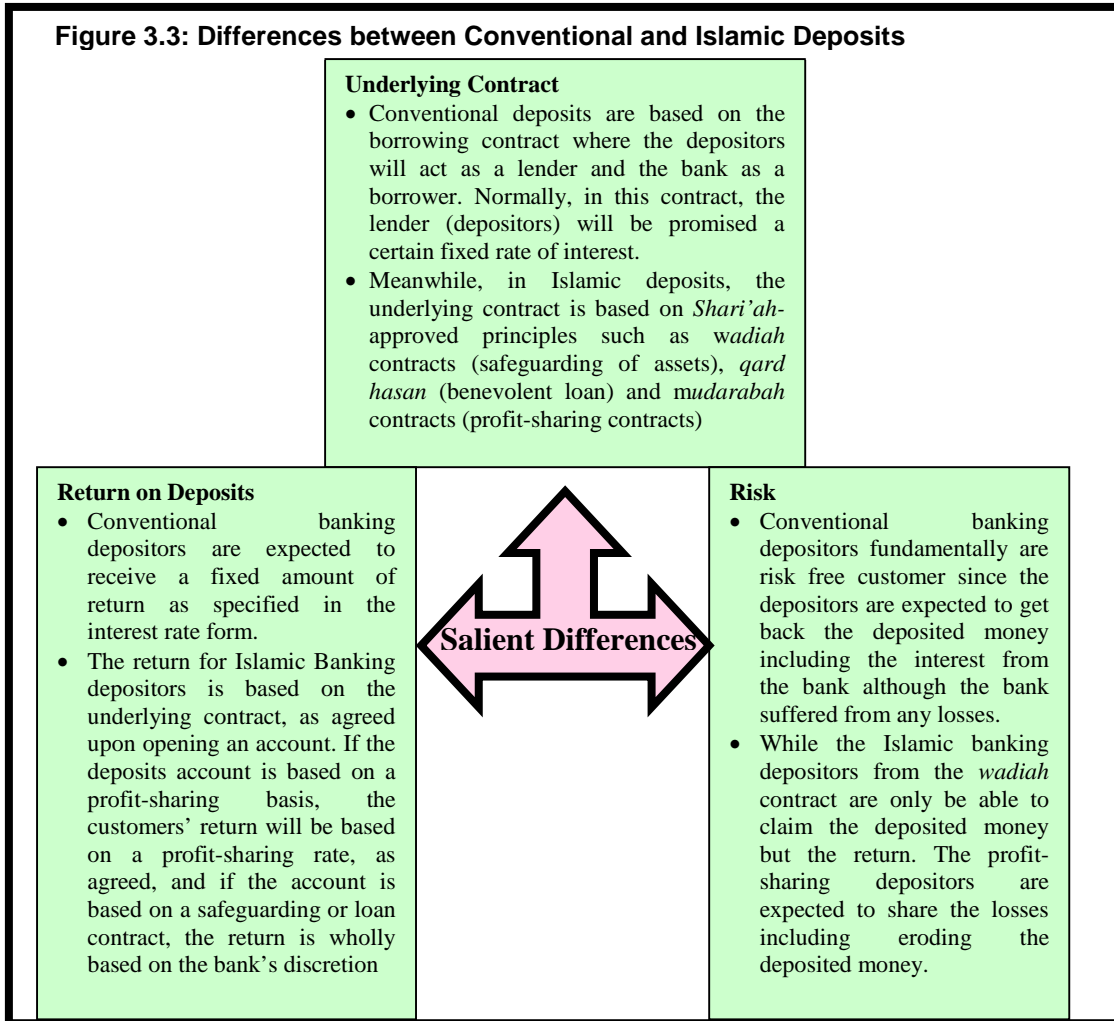 Figure 3.3: Differences between Conventional and Islamic Deposits
Underlying Contract
• Conventional deposits are based on the
borrowing contract where the depositors
will act as a lender and the bank as a
borrower. Normally, in this contract, the
lender (depositors) will be promised a
certain fixed rate of interest.
• Meanwhile, in Islamic deposits, the
underlying contract is based on Shari’ah-
approved principles such as wadiah
contracts (safeguarding of assets), qard
hasan (benevolent loan) and mudarabah
contracts (profit-sharing contracts)
Return on Deposits
• Conventional banking
depositors are expected to
receive a fixed amount of
return as specified in the
interest rate form.
• The return for Islamic Banking
depositors is based on the
underlying contract, as agreed
upon opening an account. If the
deposits account is based on a
profit-sharing basis, the
customers’ return will be based
on a profit-sharing rate, as
agreed, and if the account is
based on a safeguarding or loan
contract, the return is wholly
based on the bank’s discretion
Salient Differences
Risk
• Conventional banking
depositors fundamentally are
risk free customer since the
depositors are expected to get
back the deposited money
including the interest from
the bank although the bank
suffered from any losses.
• While the Islamic banking
depositors from the wadiah
contract are only be able to
claim the deposited money
but the return. The profit-
sharing depositors are
expected to share the losses
including eroding the
deposited money.